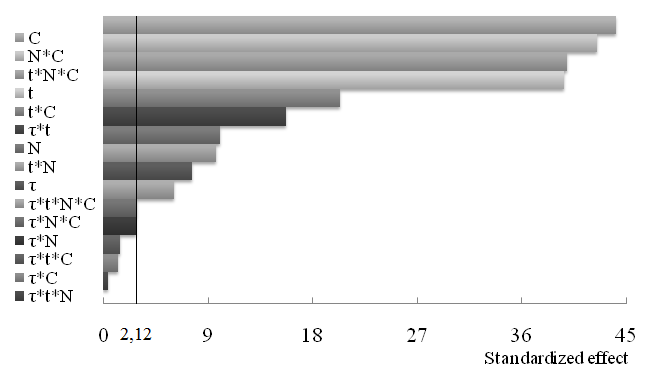 C
N*C
t*N*C
t
t*C
τ*t
N
t*N
τ
τ*t*N*C
τ*N*C
τ*N
τ*t*C
τ*C
τ*t*N
0 2,12 9 18 27 36 45
Standardized effect